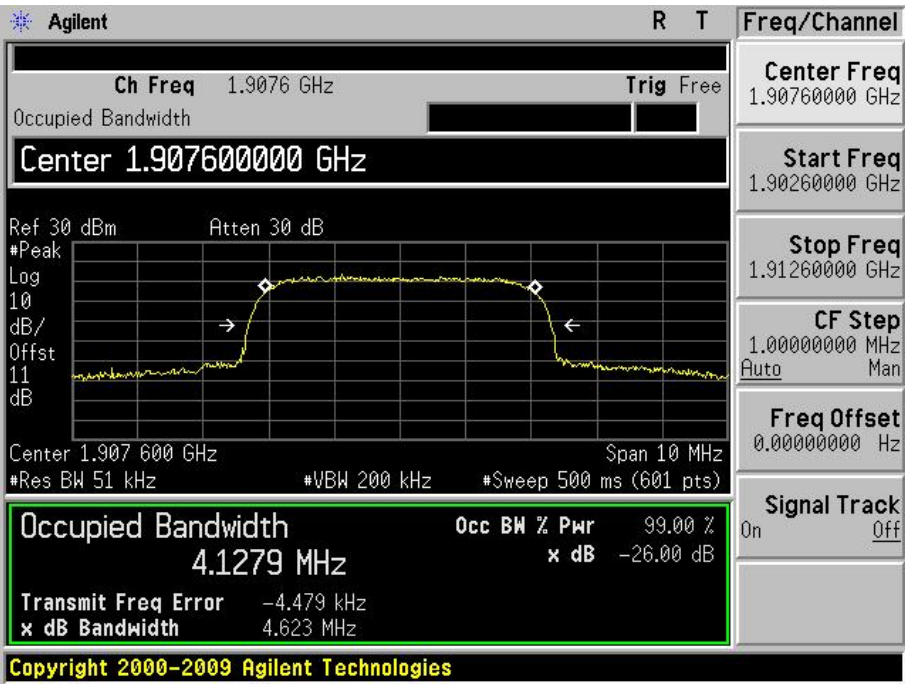 Agilent R T
Freq/Channel
Ch Freq 1.9076 GHz Trig Free
Occupied Bandwidth
Center 1.907600000 GHz
Ref 30 dBm Atten 30 dB
#Peak
Log
10
dB/
Offst
11
dB
Center 1.907 600 GHz Span 10 MHz
#Res BW 51 kHz #VBW 200 kHz #Sweep 500 ms (601 pts)
Occupied Bandwidth Occ BW % Pwr 99.00 %
4.1279 MHz x dB -26.00 dB
Transmit Freq Error -4.479 kHz
x dB Bandwidth 4.623 MHz
Center Freq
1.90760000 GHz
Start Freq
1.90260000 GHz
Stop Freq
1.91260000 GHz
CF Step
1.00000000 MHz
Auto Man
Freq Offset
0.00000000 Hz
Signal Track
On Off
Copyright 2000-2009 Agilent Technologies